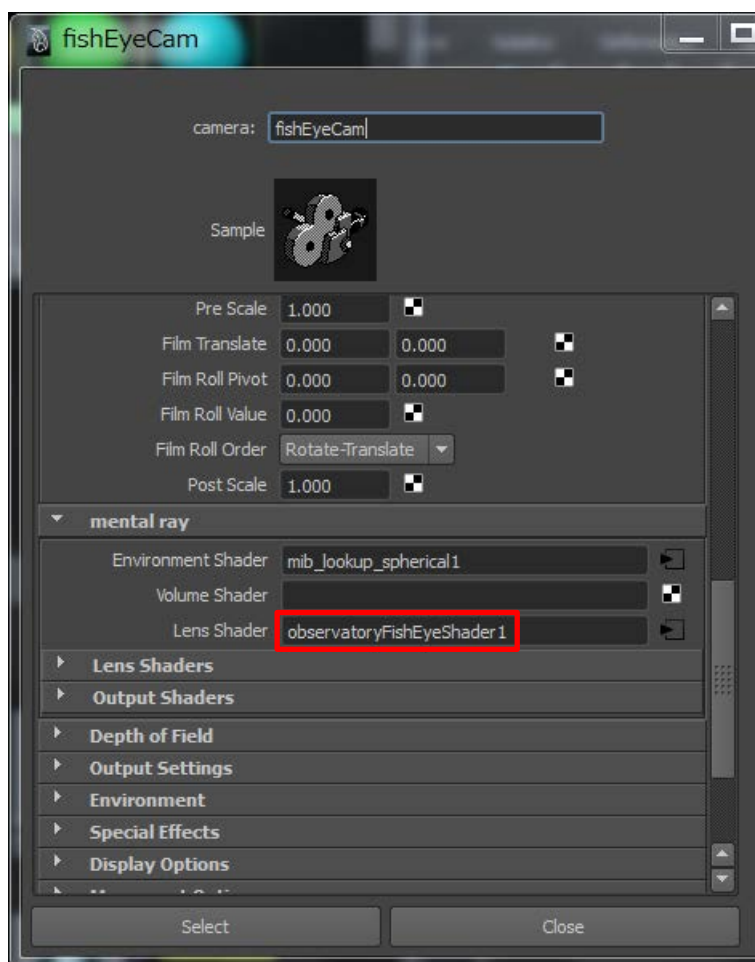 fishEyeCam
camera: fishEyeCam
Sample
Pre Scale 1.000
Film Translate 0.000 0.000
Film Roll Pivot 0.000 0.000
Film Roll Value 0.000
Film Roll Order Rotate-Translate
Post Scale 1.000
mental ray
Environment Shader mib_lookup_spherical1
Volume Shader
Lens Shader observatoryFishEyeShader1
Lens Shaders
Output Shaders
Depth of Field
Output Settings
Environment
Special Effects
Display Options
Select Close